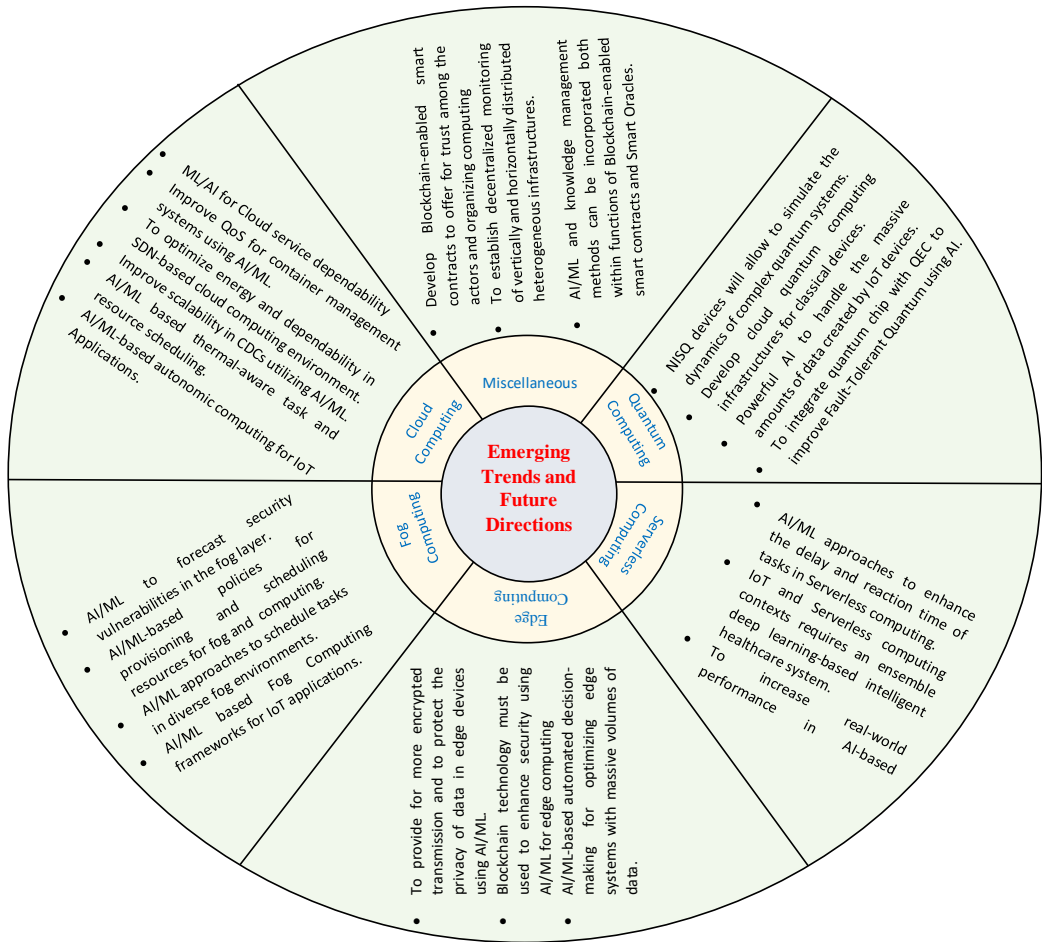 Emerging
Trends and
Future
Directions
Miscellaneous
• Develop Blockchain-enabled smart
contracts to offer for trust among the
actors and organizing computing
• To establish decentralized monitoring
of vertically and horizontally distributed
heterogeneous infrastructures.
• AI/ML and knowledge management
methods can be incorporated both
within functions of Blockchain-enabled
smart contracts and Smart Oracles.
Quantum
Computing
• NISQ devices will allow to simulate the
dynamics of complex quantum systems.
• Develop cloud quantum computing
infrastructures for classical devices.
• Powerful AI to handle the massive
amounts of data created by IoT devices.
• To integrate quantum chip with QEC to
improve Fault-Tolerant Quantum using AI.
Serverless
Computing
• AI/ML approaches to enhance
the delay and reaction time of
tasks in Serverless computing.
• IoT and Serverless computing
contexts requires an ensemble
deep learning-based intelligent
healthcare system.
• To increase real-world
performance in AI-based
Edge
Computing
• To provide for more encrypted
transmission and to protect the
privacy of data in edge devices
using AI/ML.
• Blockchain technology must be
used to enhance security using
AI/ML for edge computing
• AI/ML-based automated decision-
making for optimizing edge
systems with massive volumes of
data.
Fog
Computing
• AI/ML to forecast security
vulnerabilities in the fog layer.
• AI/ML-based policies for
provisioning and scheduling
resources for fog and computing.
• AI/ML approaches to schedule tasks
in diverse fog environments.
• AI/ML based Fog Computing
frameworks for IoT applications.
Cloud
Computing
• ML/AI for Cloud service dependability
• Improve QoS for container management
systems using AI/ML.
• To optimize energy and dependability in
SDN-based cloud computing environment.
• Improve scalability in CDCs utilizing AI/ML.
• AI/ML based thermal-aware task and
resource scheduling.
• AI/ML-based autonomic computing for IoT
Applications.